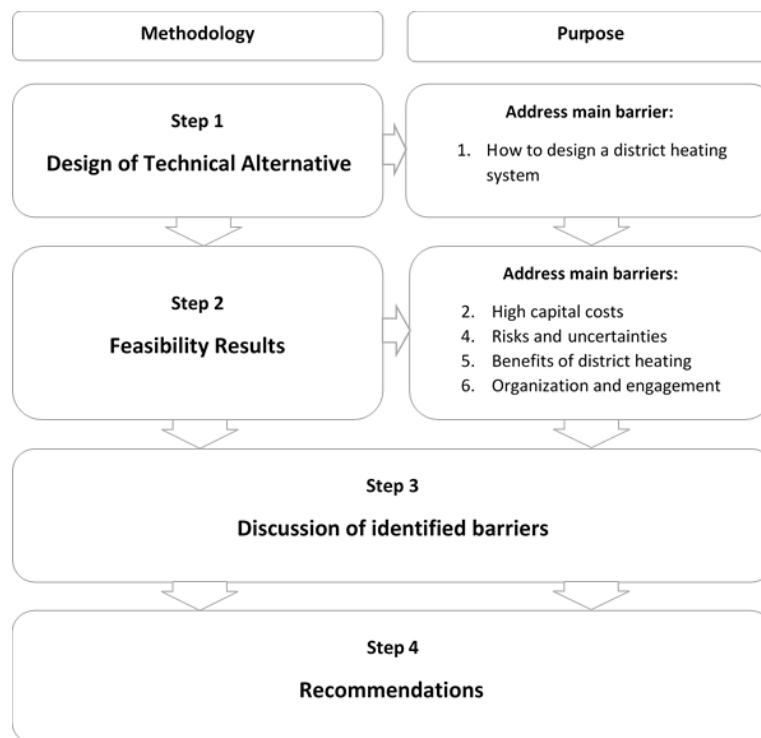 Methodology
Purpose
Step 1
Design of Technical Alternative
Address main barrier:
1. How to design a district heating
system
Step 2
Feasibility Results
Address main barriers:
2. High capital costs
4. Risks and uncertainties
5. Benefits of district heating
6. Organization and engagement
Step 3
Discussion of identified barriers
Step 4
Recommendations